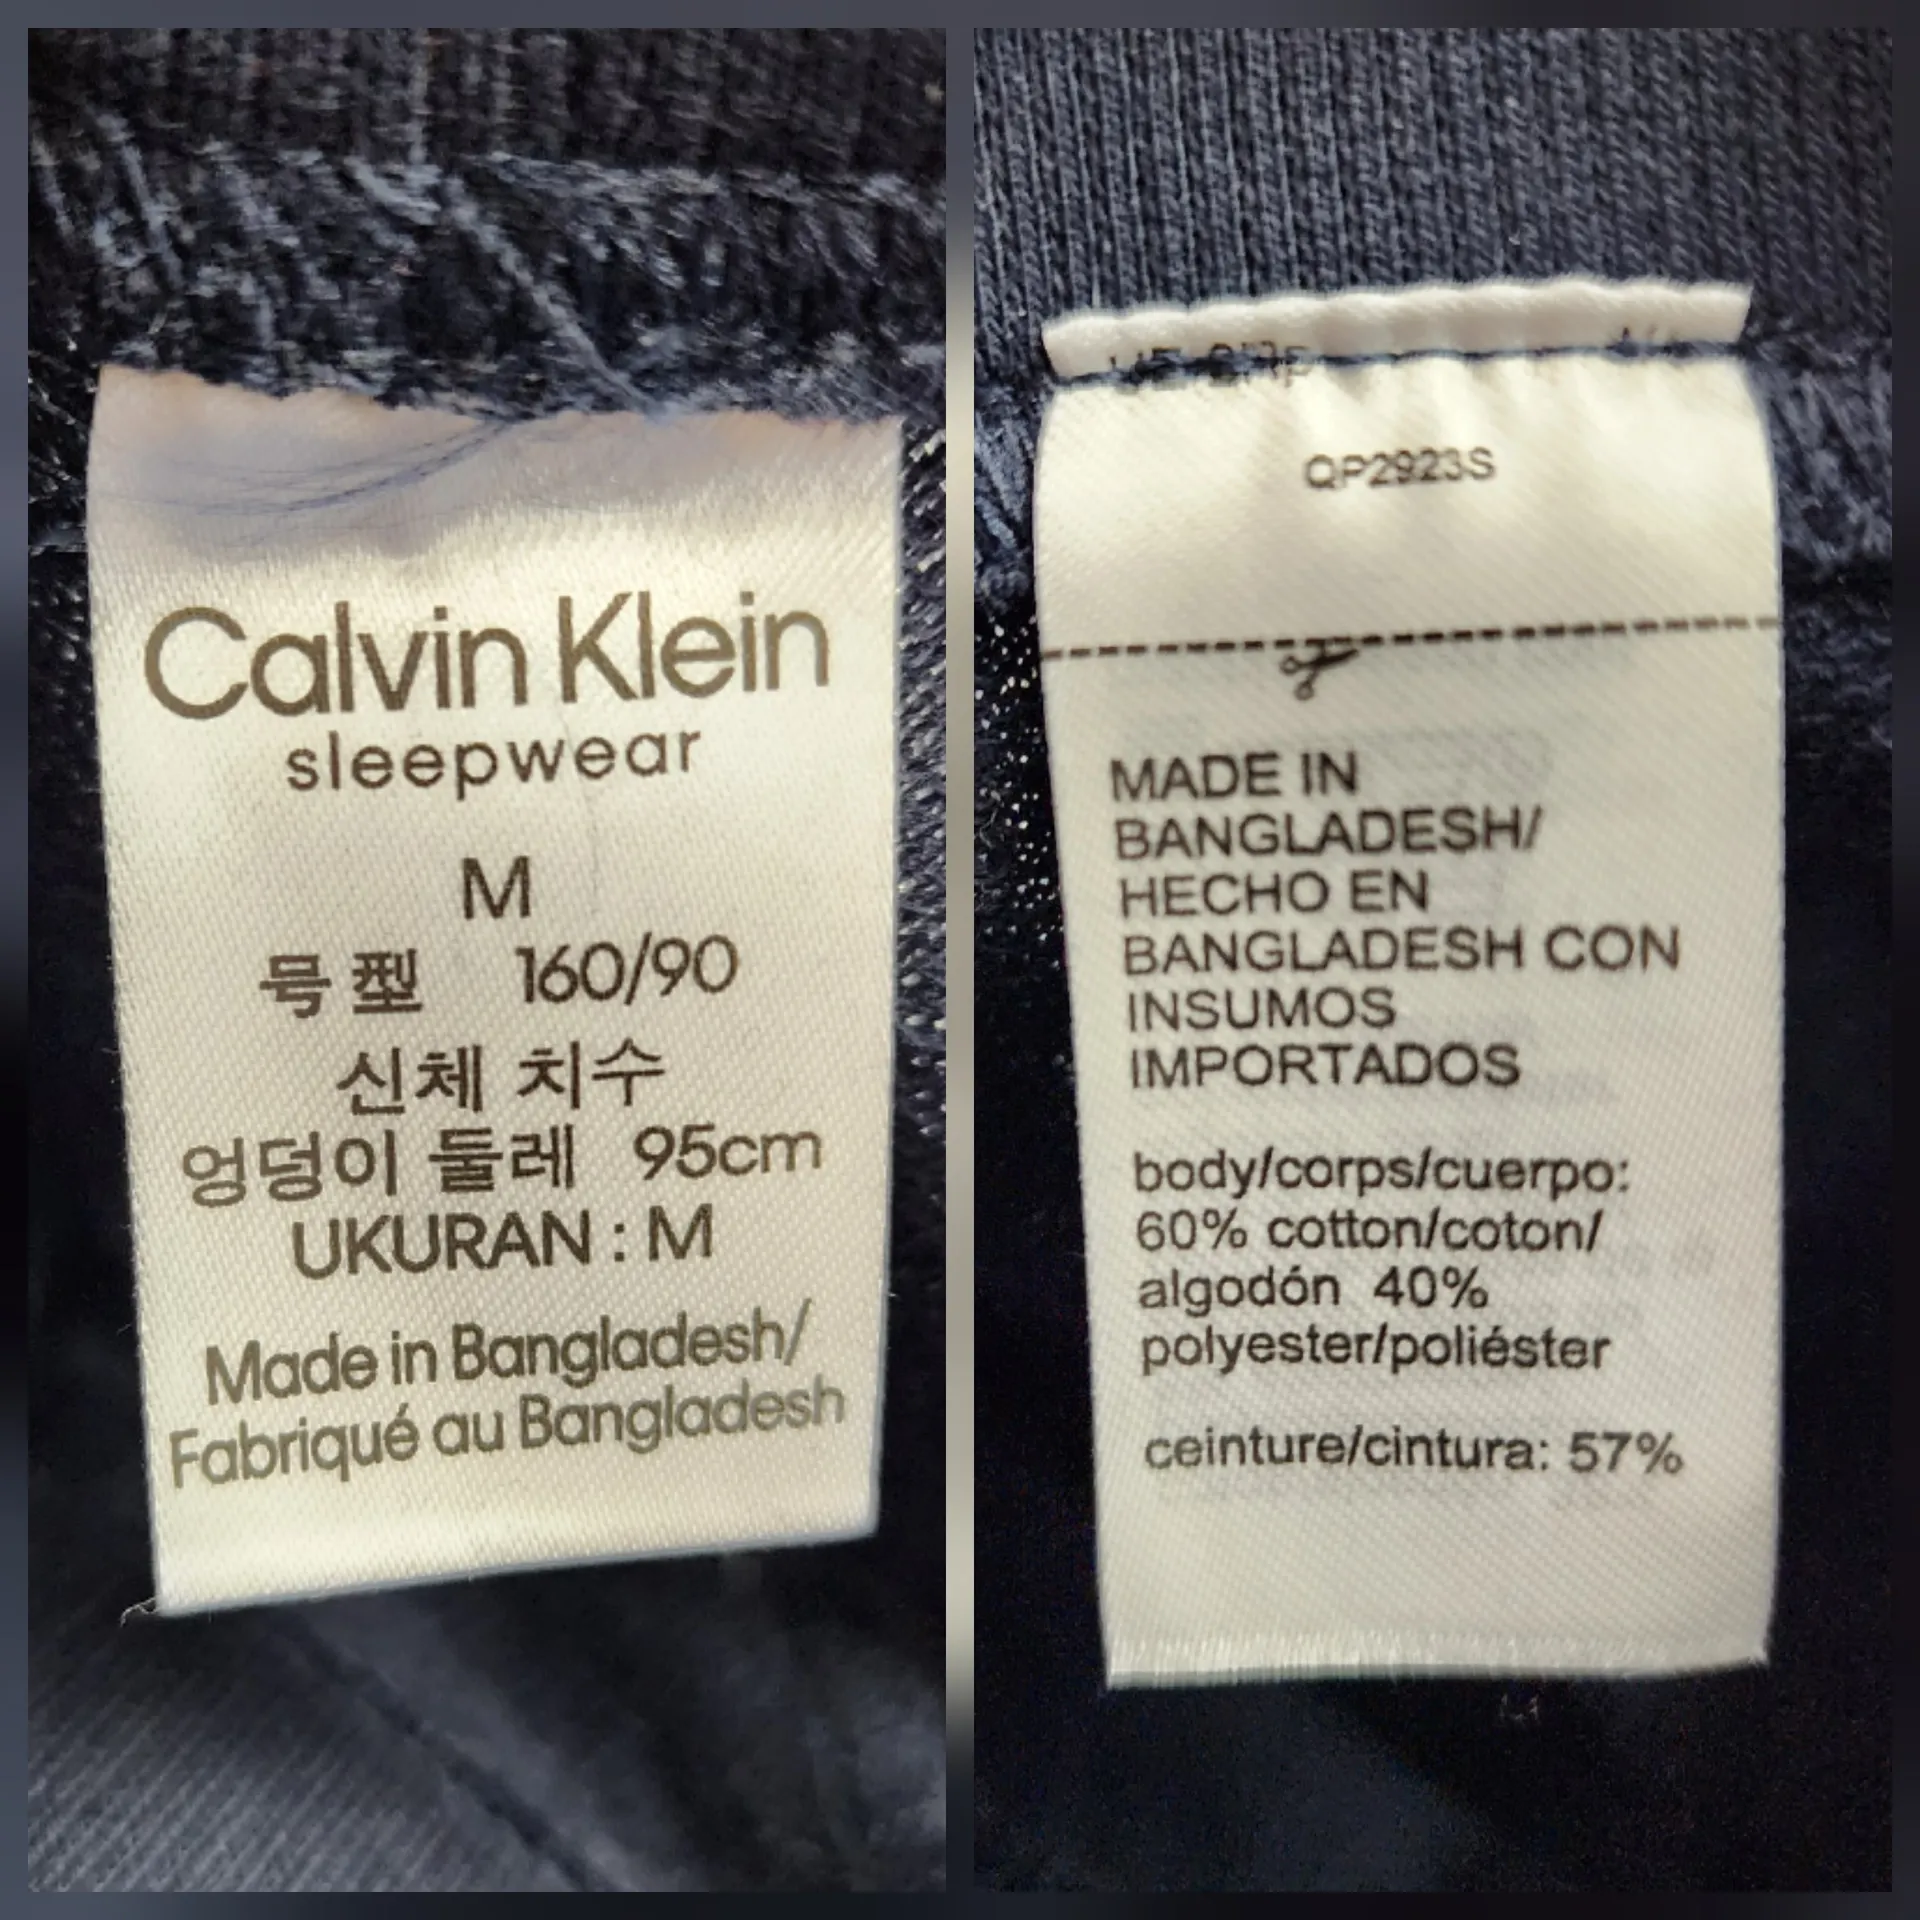 Calvin Klein
sleepwear
M
号型 160/90
신체 치수
엉덩이 둘레 95cm
UKURAN : M
Made in Bangladesh/
Fabriqué au Bangladesh
QP2923S
MADE IN
BANGLADESH/
HECHO EN
BANGLADESH CON
INSUMOS
IMPORTADOS
body/corps/cuerpo:
60% cotton/coton/
algodón 40%
polyester/poliéster
ceinture/cintura: 57%